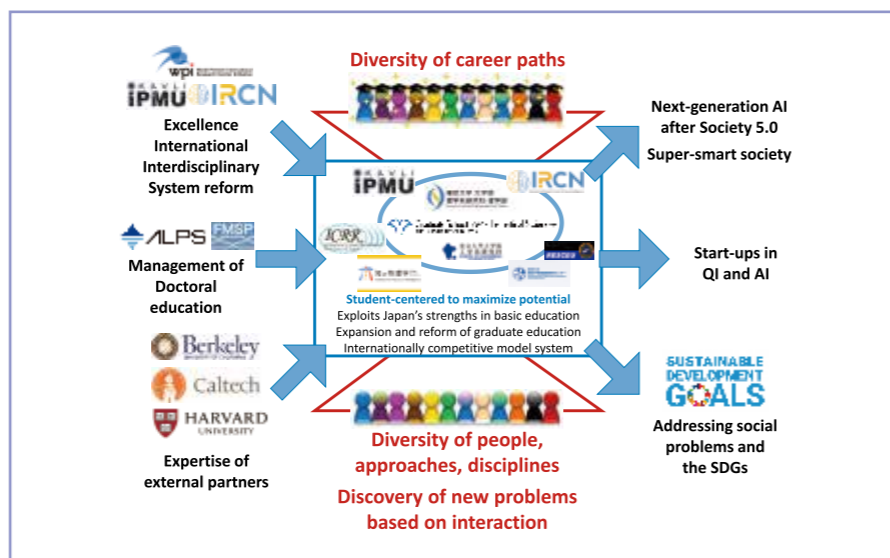 Diversity of career paths
wpi
KAVLI
IPMU
IRCN
Excellence
International
Interdisciplinary
System reform
ALPS
FMSP
Management of
Doctoral
education
Berkeley
Caltech
HARVARD
UNIVERSITY
Expertise of
external partners
KAVLI
IPMU
IRCN
ICRR
Student-centered to maximize potential
Exploits Japan's strengths in basic education
Expansion and reform of graduate education
Internationally competitive model system
Diversity of people,
approaches, disciplines
Discovery of new problems
based on interaction
Next-generation AI
after Society 5.0
Super-smart society
Start-ups in
QI and AI
SUSTAINABLE
DEVELOPMENT
GOALS
Addressing social
problems and
the SDGs